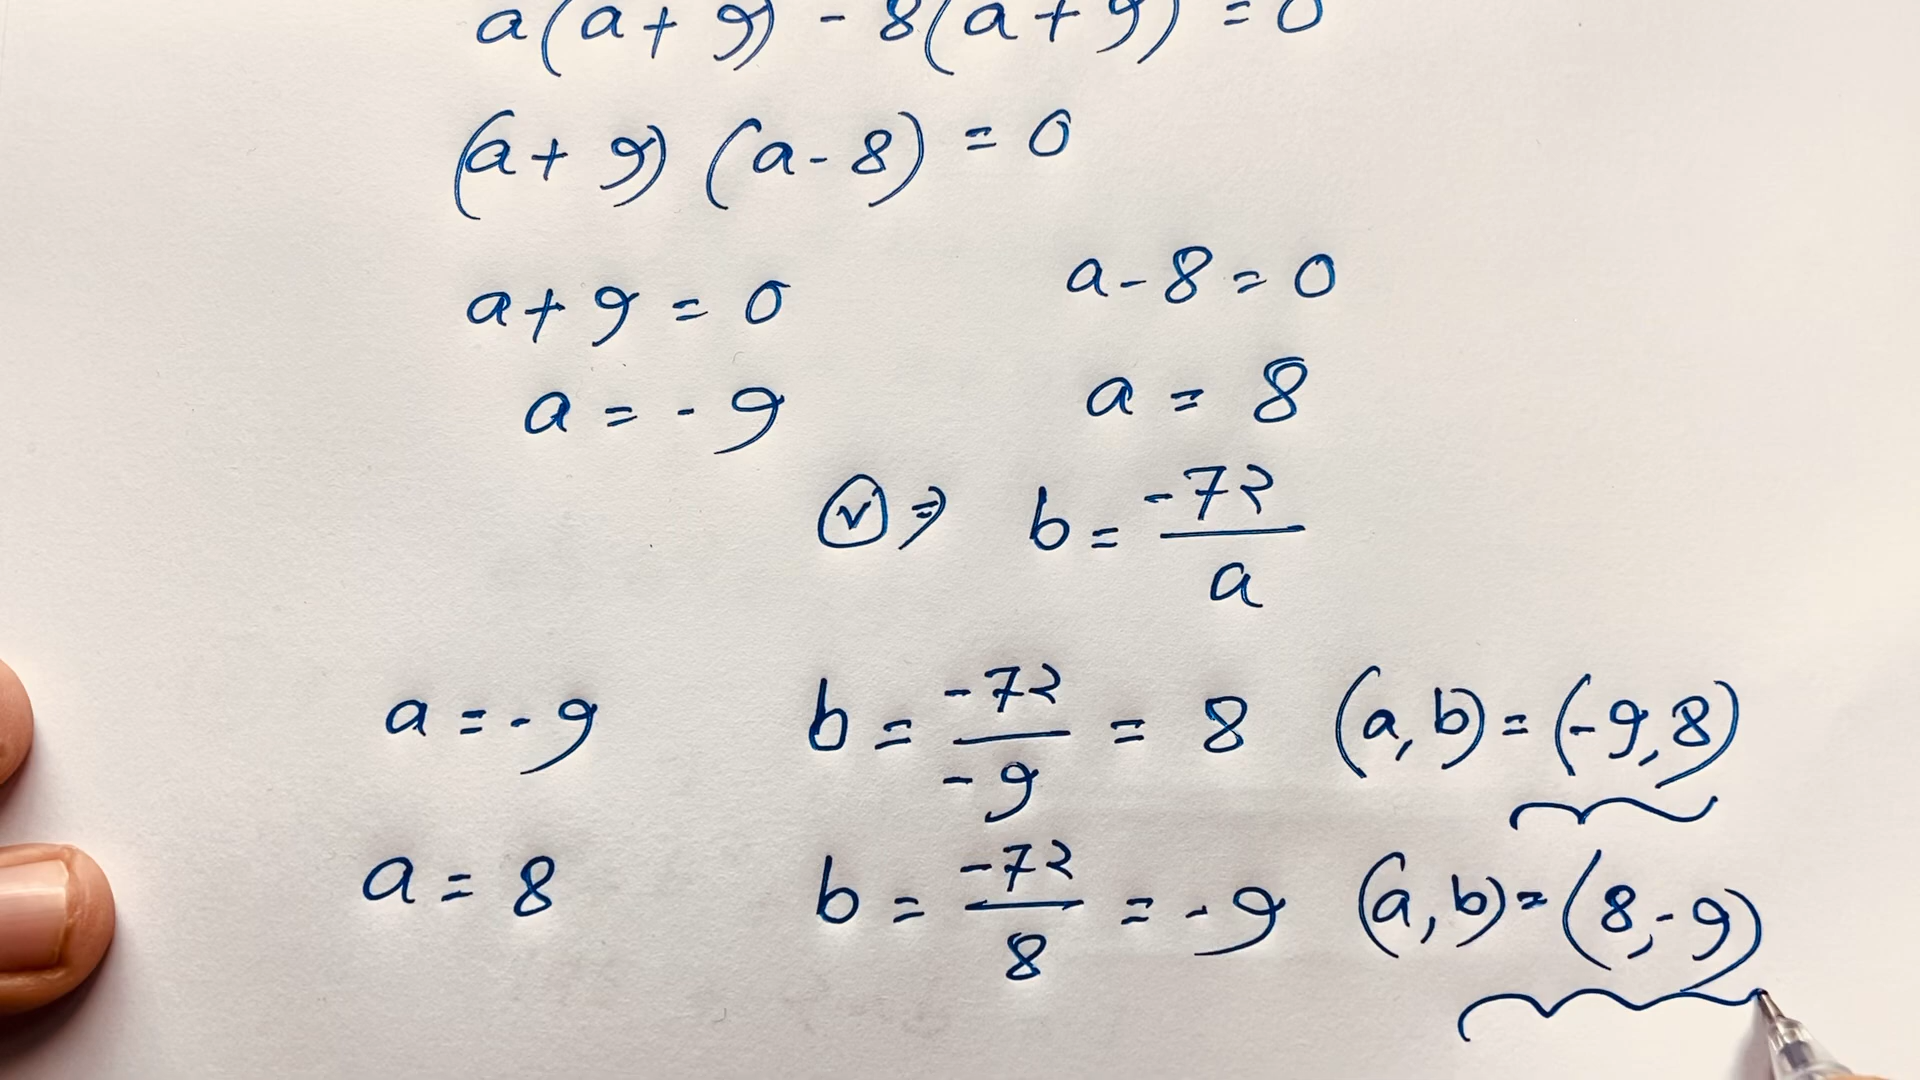 a(a+9) - 8(a+9) = 0
(a+9) (a-8) = 0
a+9 = 0 a-8 = 0
a = -9 a = 8
(v) ⇒ b = -72/a
a = -9 b = -72/-9 = 8 (a,b) = (-9,8)
a = 8 b = -72/8 = -9 (a,b) = (8,-9)